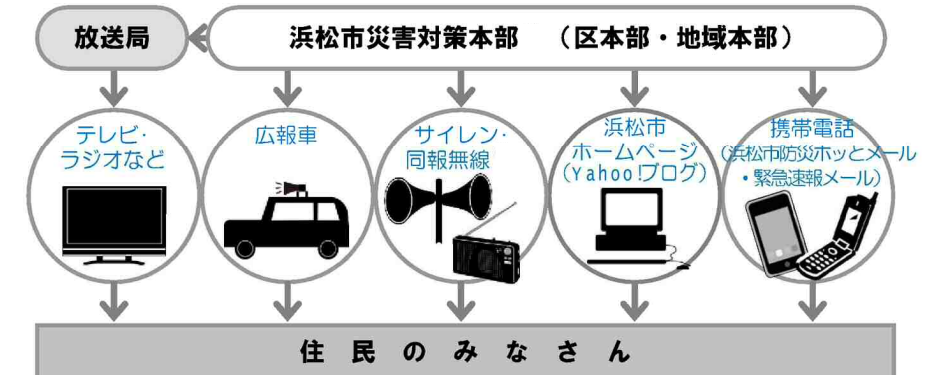 放送局
浜松市災害対策本部　（区本部・地域本部）
テレビ・
ラジオなど
広報車
サイレン・
同報無線
浜松市
ホームページ
（Yahoo!ブログ）
携帯電話
（浜松市防災ホッとメール
・緊急速報メール）
住民のみなさん